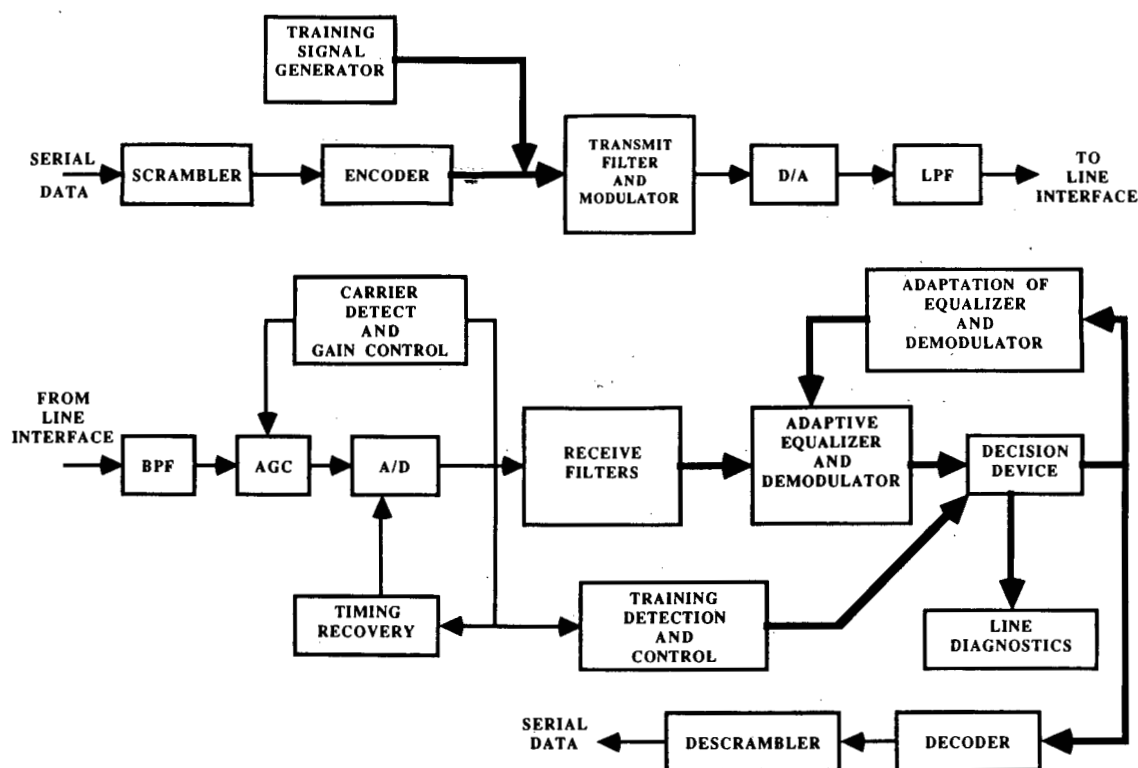 TRAINING
SIGNAL
GENERATOR
SERIAL
DATA
SCRAMBLER
ENCODER
TRANSMIT
FILTER
AND
MODULATOR
D/A
LPF
TO
LINE
INTERFACE
CARRIER
DETECT
AND
GAIN CONTROL
ADAPTATION OF
EQUALIZER
AND
DEMODULATOR
FROM
LINE
INTERFACE
BPF
AGC
A/D
RECEIVE
FILTERS
ADAPTIVE
EQUALIZER
AND
DEMODULATOR
DECISION
DEVICE
TIMING
RECOVERY
TRAINING
DETECTION
AND
CONTROL
LINE
DIAGNOSTICS
SERIAL
DATA
DESCRAMBLER
DECODER